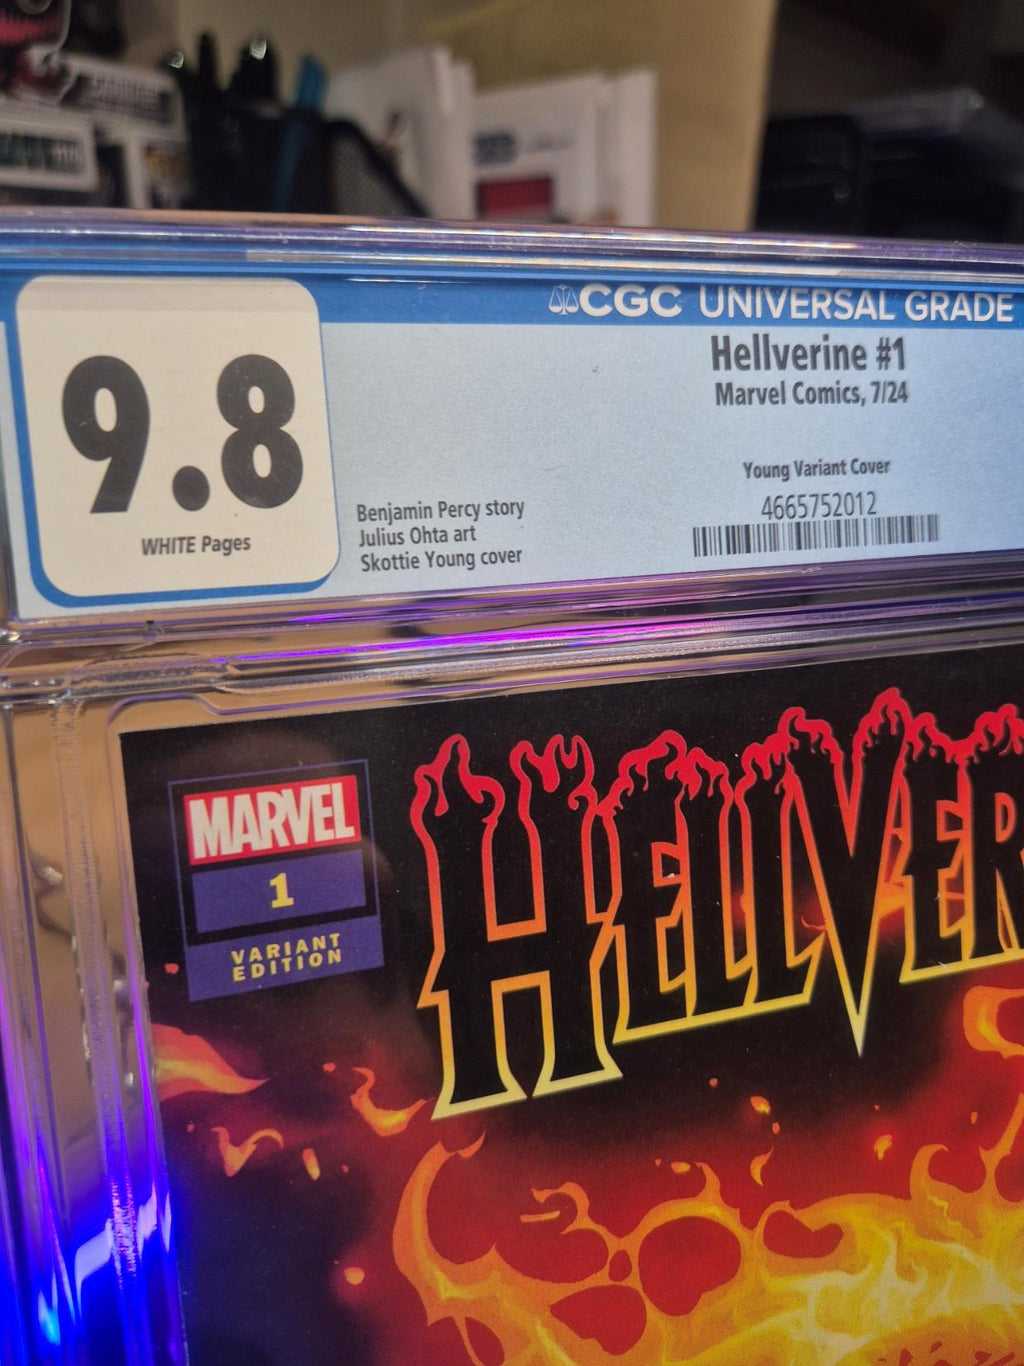 CGC UNIVERSAL GRADE
9.8
WHITE Pages
Hellverine #1
Marvel Comics, 7/24
Young Variant Cover
4665752012
Benjamin Percy story
Julius Ohta art
Skottie Young cover
MARVEL
1
VARIANT
EDITION
HELLVER